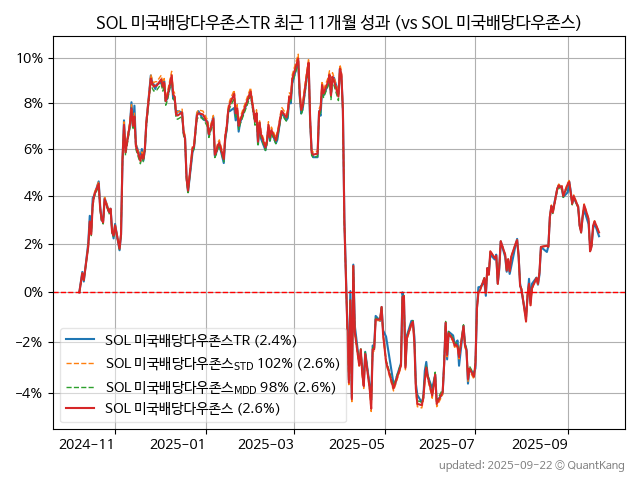 SOL 미국배당다우존스TR 최근 11개월 성과 (vs SOL 미국배당다우존스)
10%
8%
6%
4%
2%
0%
-2%
-4%
SOL 미국배당다우존스TR (2.4%)
SOL 미국배당다우존스STD 102% (2.6%)
SOL 미국배당다우존스MDD 98% (2.6%)
SOL 미국배당다우존스 (2.6%)
2024-11 2025-01 2025-03 2025-05 2025-07 2025-09
updated: 2025-09-22 © QuantKang